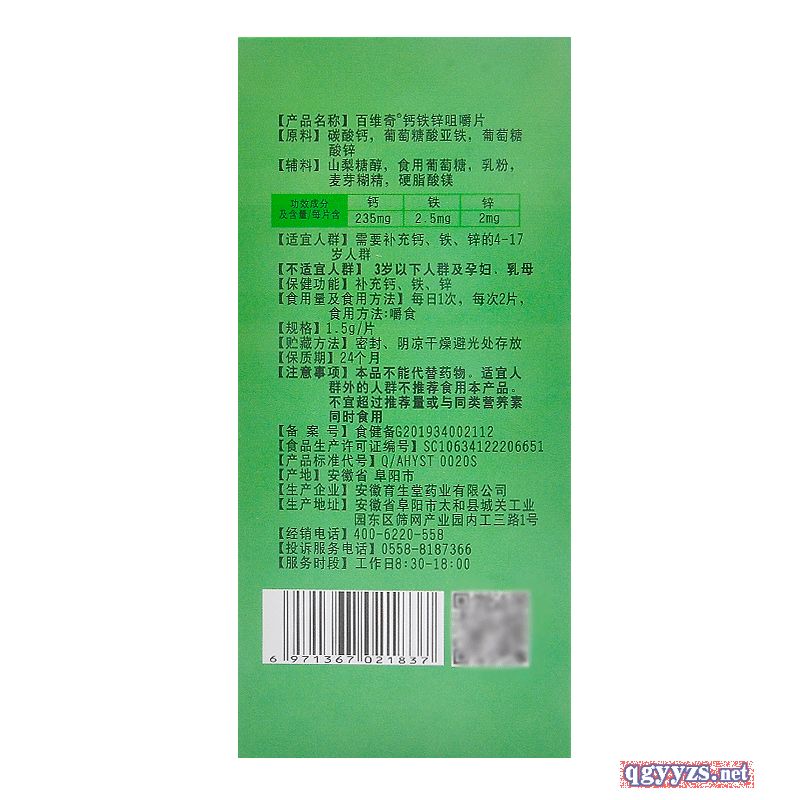 【产品名称】百维奇®钙铁锌咀嚼片
【原料】碳酸钙，葡萄糖酸亚铁，葡萄糖
酸锌
【辅料】山梨糖醇，食用葡萄糖，乳粉，
麦芽糊精，硬脂酸镁
功效成分
及含量/每片含
钙 铁 锌
235mg 2.5mg 2mg
【适宜人群】需要补充钙、铁、锌的4-17
岁人群
【不适宜人群】3岁以下人群及孕妇、乳母
【保健功能】补充钙、铁、锌
【食用量及食用方法】每日1次，每次2片，
食用方法:嚼食
【规格】1.5g/片
【贮藏方法】密封、阴凉干燥避光处存放
【保质期】24个月
【注意事项】本品不能代替药物。适宜人
群外的人群不推荐食用本产品。
不宜超过推荐量或与同类营养素
同时食用
【备 案 号】食健备G201934002112
【食品生产许可证编号】SC10634122206651
【产品标准代号】Q/AHYST 0020S
【产地】安徽省 阜阳市
【生产企业】安徽育生堂药业有限公司
【生产地址】安徽省阜阳市太和县城关工业
园东区筛网产业园内工三路1号
【经销电话】400-6220-558
【投诉服务电话】0558-8187366
【服务时段】工作日8:30-18:00
6 971367 021837
qgyyzs.net